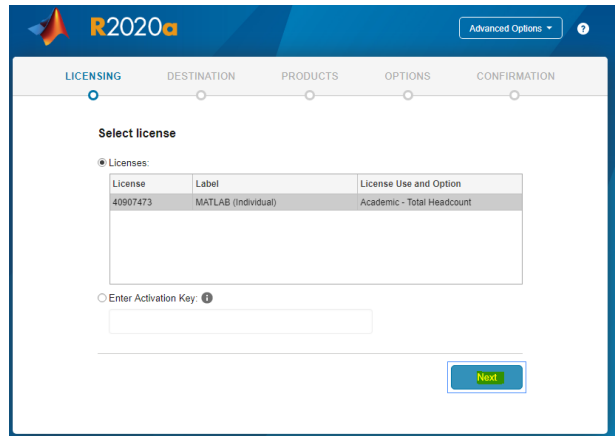 R2020a
Advanced Options
?
LICENSING DESTINATION PRODUCTS OPTIONS CONFIRMATION
Select license
Licenses:
License Label License Use and Option
40907473 MATLAB (Individual) Academic - Total Headcount
Enter Activation Key: i
Next